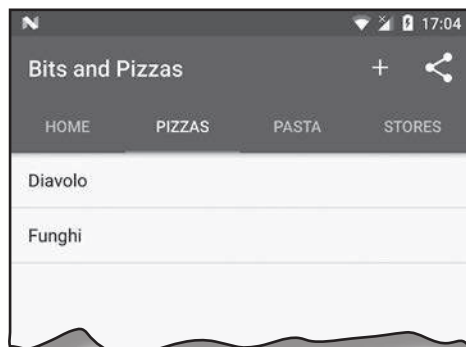 17:04
Bits and Pizzas +
HOME PIZZAS PASTA STORES
Diavolo
Funghi